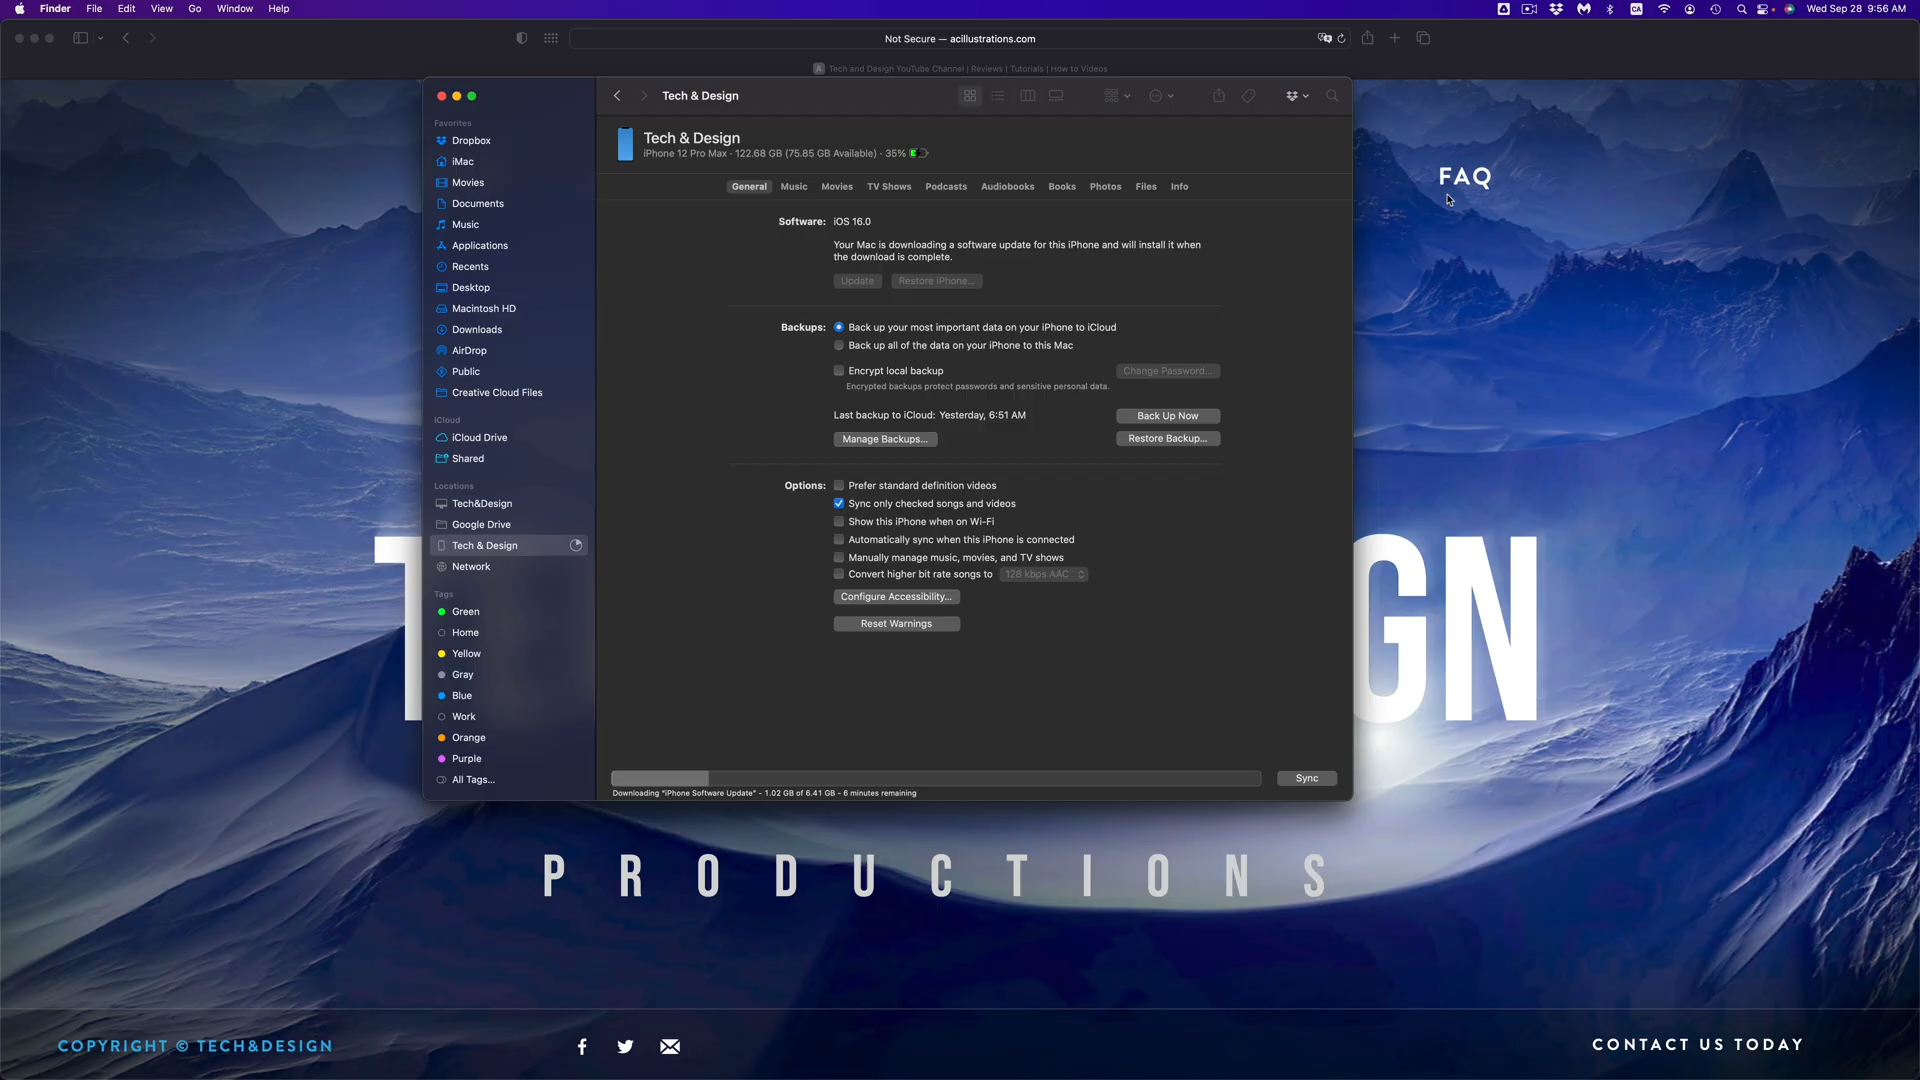 Finder File Edit View Go Window Help
CA
Wed Sep 28 9:56 AM
Not Secure — acillustrations.com
A Tech and Design YouTube Channel | Reviews | Tutorials | How to Videos
Favorites
Dropbox
iMac
Movies
Documents
Music
Applications
Recents
Desktop
Macintosh HD
Downloads
AirDrop
Public
Creative Cloud Files
iCloud
iCloud Drive
Shared
Locations
Tech&Design
Google Drive
Tech & Design
Network
Tags
Green
Home
Yellow
Gray
Blue
Work
Orange
Purple
All Tags...
Tech & Design
Tech & Design
iPhone 12 Pro Max · 122.68 GB (75.85 GB Available) · 35%
General Music Movies TV Shows Podcasts Audiobooks Books Photos Files Info
Software: iOS 16.0
Your Mac is downloading a software update for this iPhone and will install it when
the download is complete.
Update Restore iPhone...
Backups: Back up your most important data on your iPhone to iCloud
Back up all of the data on your iPhone to this Mac
Encrypt local backup Change Password...
Encrypted backups protect passwords and sensitive personal data.
Last backup to iCloud: Yesterday, 6:51 AM Back Up Now
Manage Backups... Restore Backup...
Options: Prefer standard definition videos
Sync only checked songs and videos
Show this iPhone when on Wi-Fi
Automatically sync when this iPhone is connected
Manually manage music, movies, and TV shows
Convert higher bit rate songs to 128 kbps AAC
Configure Accessibility...
Reset Warnings
Sync
Downloading "iPhone Software Update" - 1.02 GB of 6.41 GB - 6 minutes remaining
FAQ
T GN
PRODUCTIONS
COPYRIGHT © TECH&DESIGN
CONTACT US TODAY